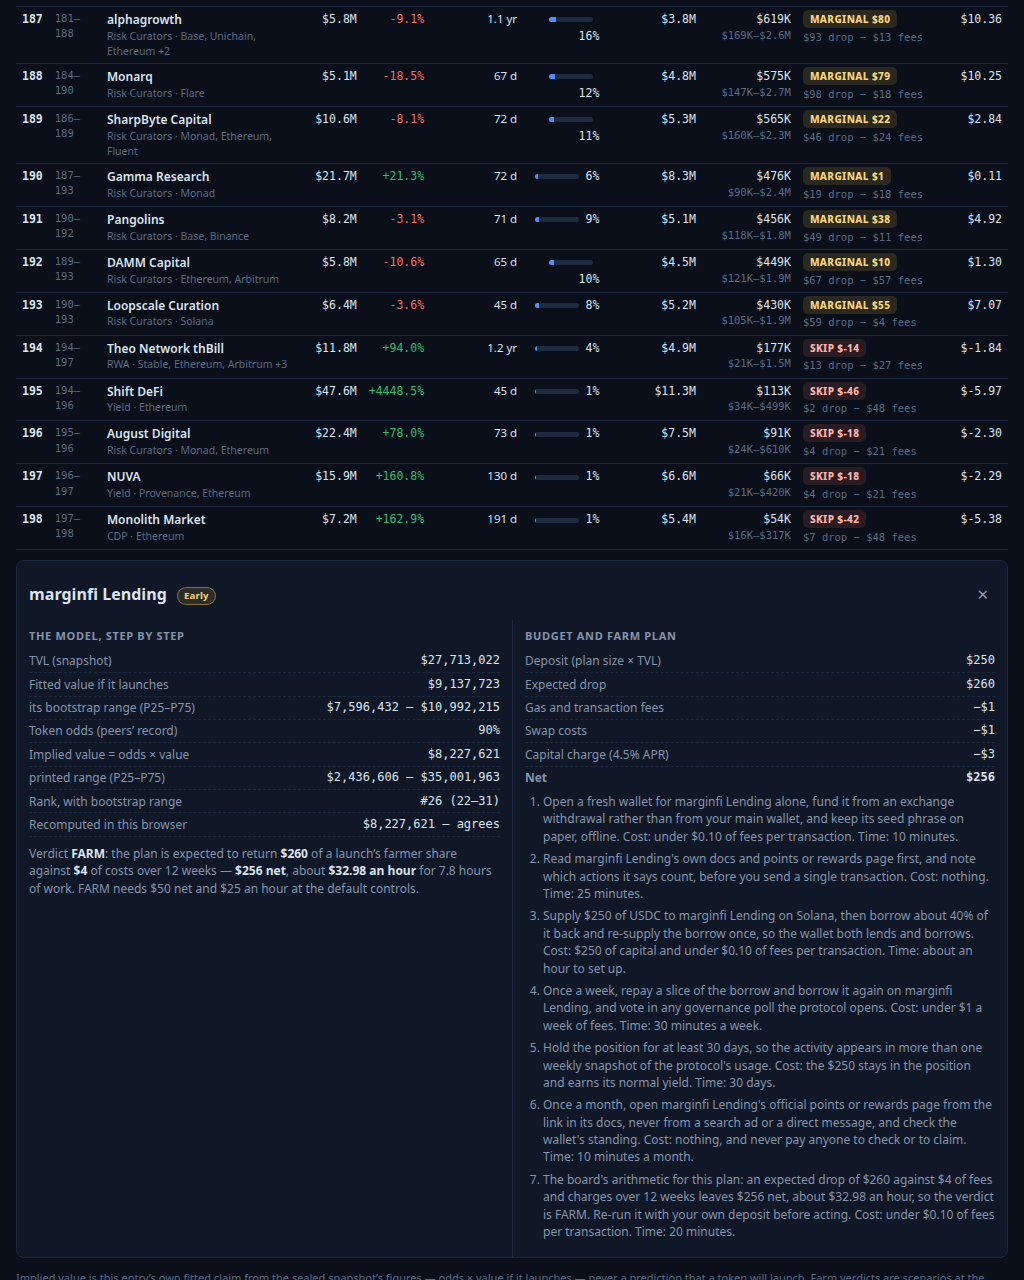 187 181– alphagrowth $5.8M -9.1% 1.1 yr $3.8M $619K MARGINAL $80 $10.36
188 Risk Curators · Base, Unichain, 16% $169K–$2.6M $93 drop − $13 fees
Ethereum +2
188 184– Monarq $5.1M -18.5% 67 d $4.8M $575K MARGINAL $79 $10.25
190 Risk Curators · Flare 12% $147K–$2.7M $98 drop − $18 fees
189 186– SharpByte Capital $10.6M -8.1% 72 d $5.3M $565K MARGINAL $22 $2.84
189 Risk Curators · Monad, Ethereum, 11% $160K–$2.3M $46 drop − $24 fees
Fluent
190 187– Gamma Research $21.7M +21.3% 72 d 6% $8.3M $476K MARGINAL $1 $0.11
193 Risk Curators · Monad $90K–$2.4M $19 drop − $18 fees
191 190– Pangolins $8.2M -3.1% 71 d 9% $5.1M $456K MARGINAL $38 $4.92
192 Risk Curators · Base, Binance $118K–$1.8M $49 drop − $11 fees
192 189– DAMM Capital $5.8M -10.6% 65 d $4.5M $449K MARGINAL $10 $1.30
193 Risk Curators · Ethereum, Arbitrum 10% $121K–$1.9M $67 drop − $57 fees
193 190– Loopscale Curation $6.4M -3.6% 45 d 8% $5.2M $430K MARGINAL $55 $7.07
193 Risk Curators · Solana $105K–$1.9M $59 drop − $4 fees
194 194– Theo Network thBill $11.8M +94.0% 1.2 yr 4% $4.9M $177K SKIP $-14 $-1.84
197 RWA · Stable, Ethereum, Arbitrum +3 $21K–$1.5M $13 drop − $27 fees
195 194– Shift DeFi $47.6M +4448.5% 45 d 1% $11.3M $113K SKIP $-46 $-5.97
196 Yield · Ethereum $34K–$499K $2 drop − $48 fees
196 195– August Digital $22.4M +78.0% 73 d 1% $7.5M $91K SKIP $-18 $-2.30
196 Risk Curators · Monad, Ethereum $24K–$610K $4 drop − $21 fees
197 196– NUVA $15.9M +160.8% 130 d 1% $6.6M $66K SKIP $-18 $-2.29
197 Yield · Provenance, Ethereum $21K–$420K $4 drop − $21 fees
198 197– Monolith Market $7.2M +162.9% 191 d 1% $5.4M $54K SKIP $-42 $-5.38
198 CDP · Ethereum $16K–$317K $7 drop − $48 fees
marginfi Lending Early ×
THE MODEL, STEP BY STEP
TVL (snapshot) $27,713,022
Fitted value if it launches $9,137,723
its bootstrap range (P25–P75) $7,596,432 — $10,992,215
Token odds (peers’ record) 90%
Implied value = odds × value $8,227,621
printed range (P25–P75) $2,436,606 — $35,001,963
Rank, with bootstrap range #26 (22–31)
Recomputed in this browser $8,227,621 — agrees
Verdict FARM: the plan is expected to return $260 of a launch’s farmer share
against $4 of costs over 12 weeks — $256 net, about $32.98 an hour for 7.8 hours
of work. FARM needs $50 net and $25 an hour at the default controls.
BUDGET AND FARM PLAN
Deposit (plan size × TVL) $250
Expected drop $260
Gas and transaction fees −$1
Swap costs −$1
Capital charge (4.5% APR) −$3
Net $256
1. Open a fresh wallet for marginfi Lending alone, fund it from an exchange
withdrawal rather than from your main wallet, and keep its seed phrase on
paper, offline. Cost: under $0.10 of fees per transaction. Time: 10 minutes.
2. Read marginfi Lending's own docs and points or rewards page first, and note
which actions it says count, before you send a single transaction. Cost: nothing.
Time: 25 minutes.
3. Supply $250 of USDC to marginfi Lending on Solana, then borrow about 40% of
it back and re-supply the borrow once, so the wallet both lends and borrows.
Cost: $250 of capital and under $0.10 of fees per transaction. Time: about an
hour to set up.
4. Once a week, repay a slice of the borrow and borrow it again on marginfi
Lending, and vote in any governance poll the protocol opens. Cost: under $1 a
week of fees. Time: 30 minutes a week.
5. Hold the position for at least 30 days, so the activity appears in more than one
weekly snapshot of the protocol's usage. Cost: the $250 stays in the position
and earns its normal yield. Time: 30 days.
6. Once a month, open marginfi Lending's official points or rewards page from the
link in its docs, never from a search ad or a direct message, and check the
wallet's standing. Cost: nothing, and never pay anyone to check or to claim.
Time: 10 minutes a month.
7. The board's arithmetic for this plan: an expected drop of $260 against $4 of fees
and charges over 12 weeks leaves $256 net, about $32.98 an hour, so the verdict
is FARM. Re-run it with your own deposit before acting. Cost: under $0.10 of fees
per transaction. Time: 20 minutes.
Implied value is this entry’s own fitted claim from the sealed snapshot’s figures — odds × value if it launches — never a prediction that a token will launch. Farm verdicts are scenarios at the